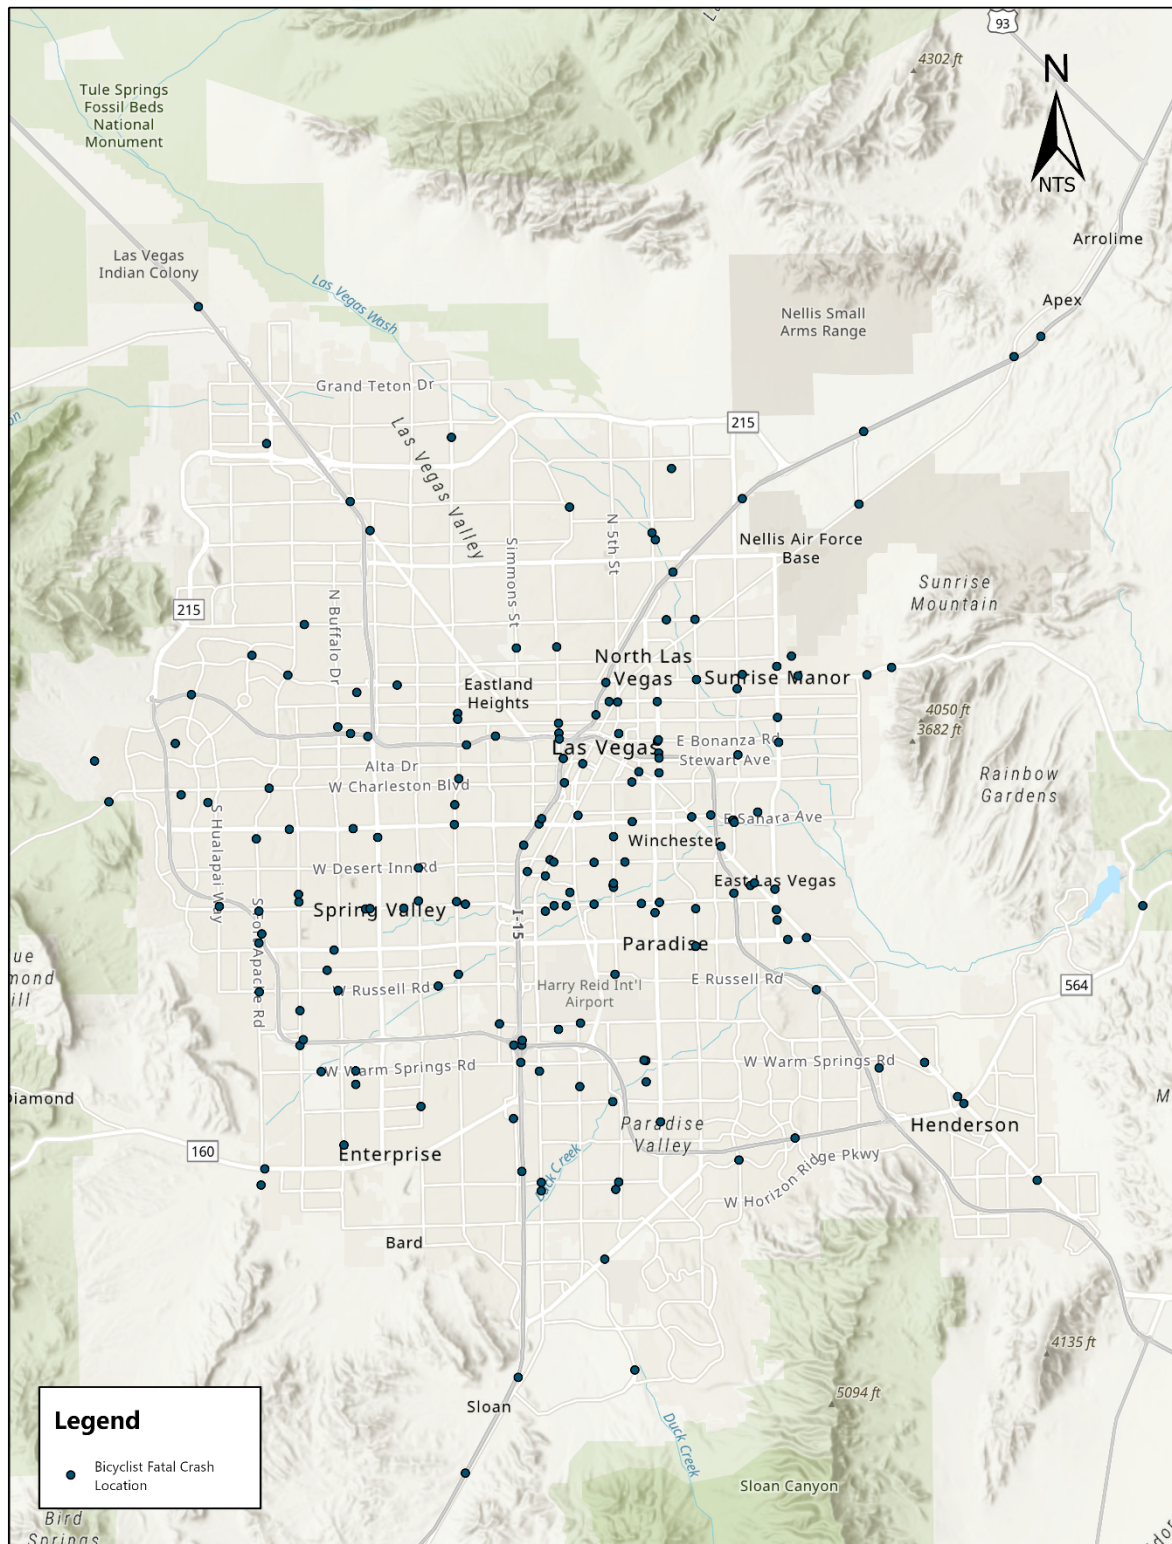 93
4302 ft
N
NTS
Tule Springs
Fossil Beds
National
Monument
Arrolime
Las Vegas
Indian Colony
Las Vegas Wash
Apex
Nellis Small
Arms Range
Grand Teton Dr
215
Las Vegas Valley
N 5th St
Simmons St
Nellis Air Force
Base
Sunrise
Mountain
215
N Buffalo Dr
North Las
Vegas
Sunrise Manor
Eastland
Heights
4050 ft
3682 ft
Las Vegas
E Bonanza Rd
Stewart Ave
Alta Dr
W Charleston Blvd
Rainbow
Gardens
S Hualapai Way
E Sahara Ave
Winchester
W Desert Inn Rd
East Las Vegas
Spring Valley
S Fort Apache Rd
I-15
Paradise
W Russell Rd
Harry Reid Int'l
Airport
E Russell Rd
564
W Warm Springs Rd
W Warm Springs Rd
Diamond
Paradise
Valley
Henderson
160
Enterprise
Duck Creek
W Horizon Ridge Pkwy
Bard
4135 ft
5094 ft
Sloan
Duck Creek
Sloan Canyon
Legend
Bicyclist Fatal Crash
Location
Bird
Springs